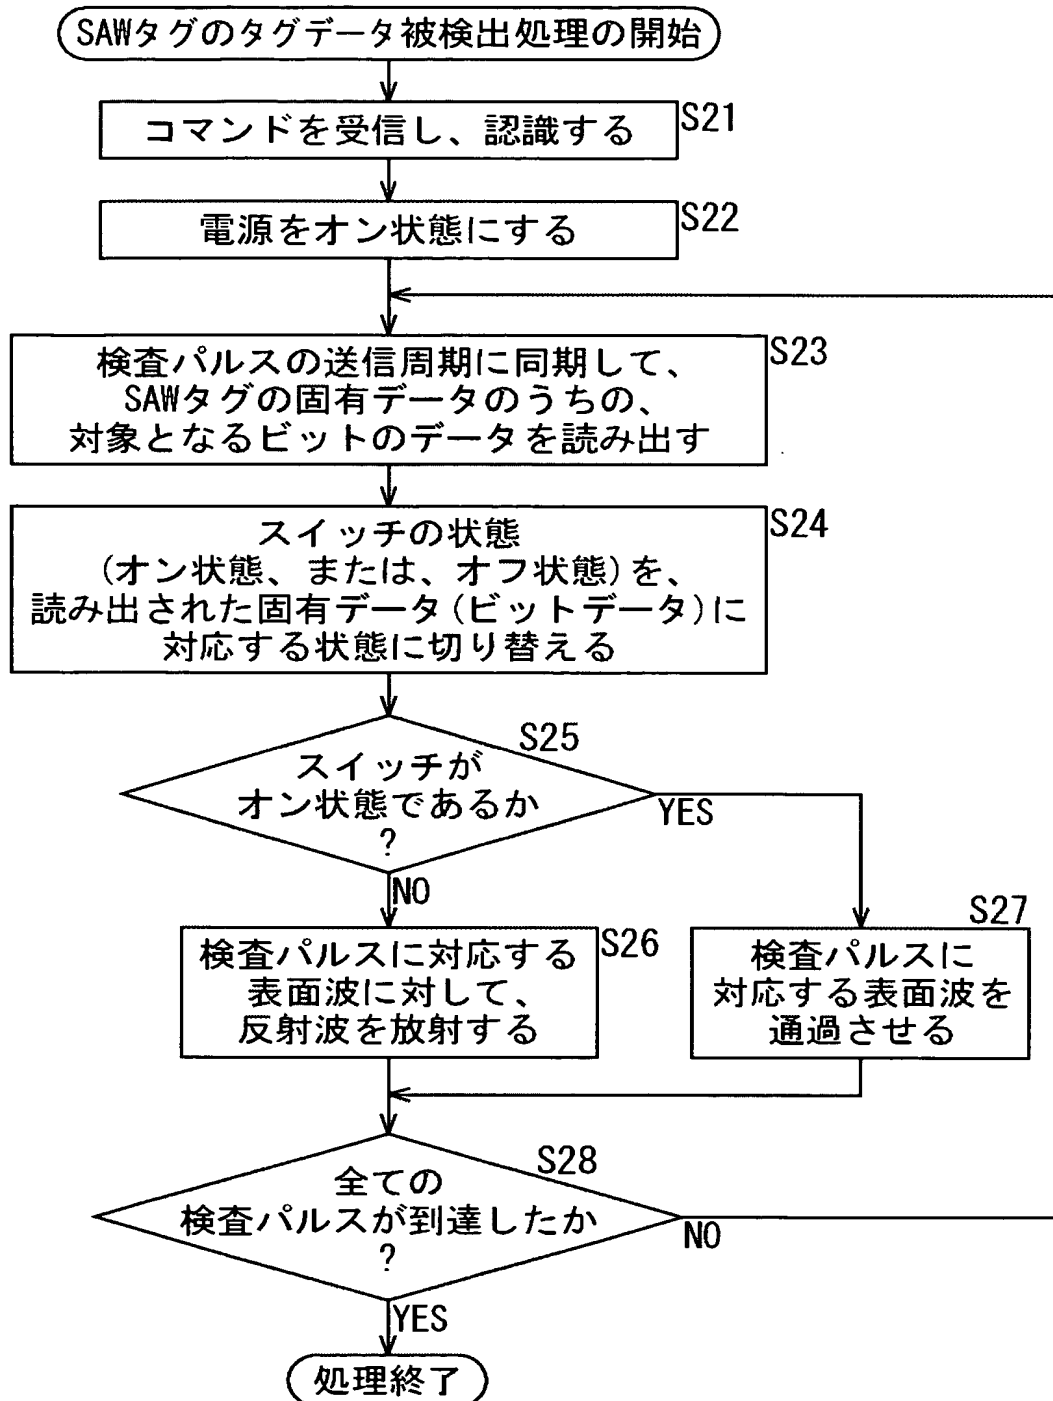 SAWタグのタグデータ被検出処理の開始
S21
コマンドを受信し、認識する
S22
電源をオン状態にする
S23
検査パルスの送信周期に同期して、
SAWタグの固有データのうちの、
対象となるビットのデータを読み出す
S24
スイッチの状態
(オン状態、または、オフ状態)を、
読み出された固有データ(ビットデータ)に
対応する状態に切り替える
S25
スイッチが
オン状態であるか
?
YES
NO
S26
検査パルスに対応する
表面波に対して、
反射波を放射する
S27
検査パルスに
対応する表面波を
通過させる
S28
全ての
検査パルスが到達したか
?
NO
YES
処理終了